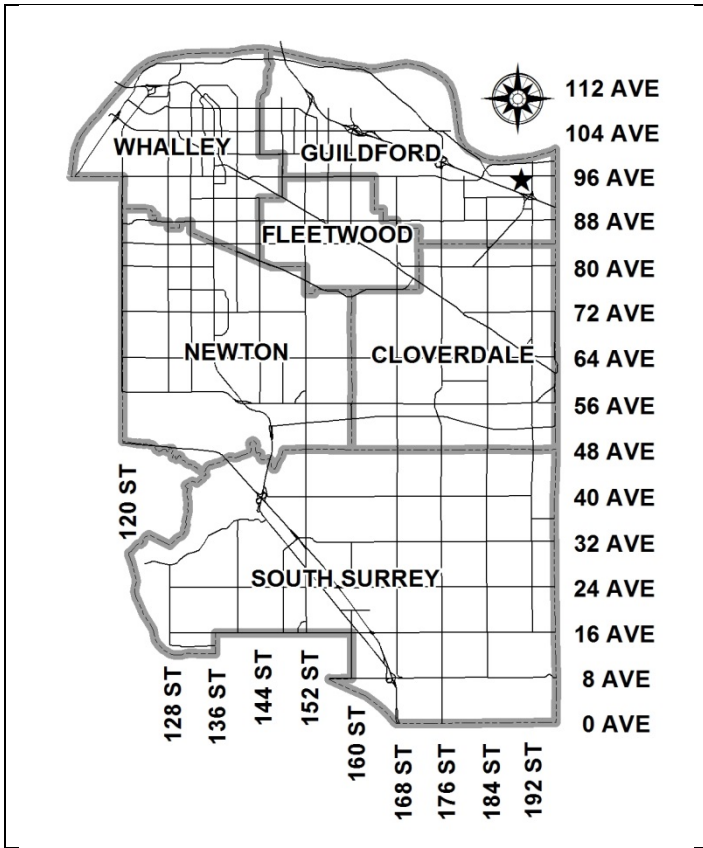 112 AVE
104 AVE
WHALLEY
GUILDFORD
96 AVE
88 AVE
FLEETWOOD
80 AVE
72 AVE
NEWTON
CLOVERDALE
64 AVE
56 AVE
48 AVE
120 ST
40 AVE
32 AVE
SOUTH SURREY
24 AVE
16 AVE
8 AVE
0 AVE
128 ST
136 ST
144 ST
152 ST
160 ST
168 ST
176 ST
184 ST
192 ST